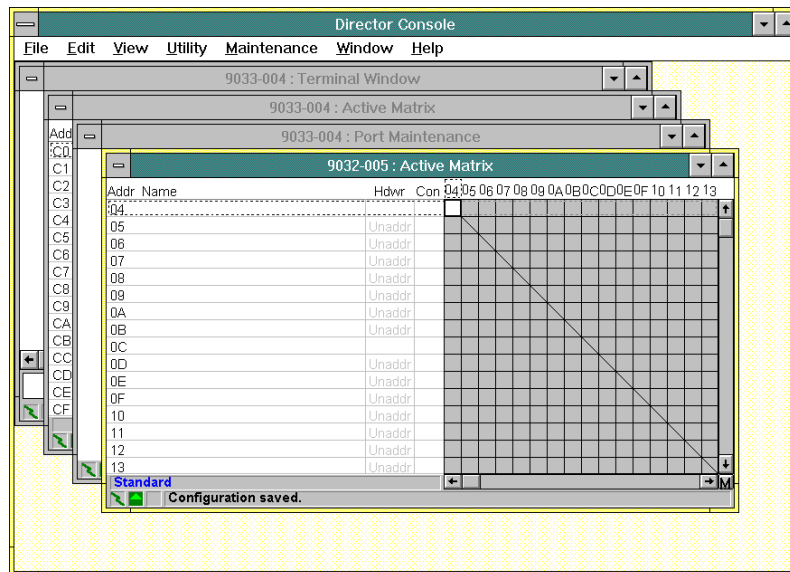 Director Console
File Edit View Utility Maintenance Window Help
9033-004 : Terminal Window
9033-004 : Active Matrix
Add
9033-004 : Port Maintenance
C0
C1
C2
C3
C4
C5
C6
C7
C8
C9
CA
CB
CC
CD
CE
CF
9032-005 : Active Matrix
Addr Name Hdwr Con 04 05 06 07 08 09 0A 0B 0C 0D 0E 0F 10 11 12 13
04
05 Unaddr
06 Unaddr
07 Unaddr
08 Unaddr
09 Unaddr
0A Unaddr
0B Unaddr
0C
0D Unaddr
0E Unaddr
0F Unaddr
10 Unaddr
11 Unaddr
12 Unaddr
13 Unaddr
Standard
M
Configuration saved.